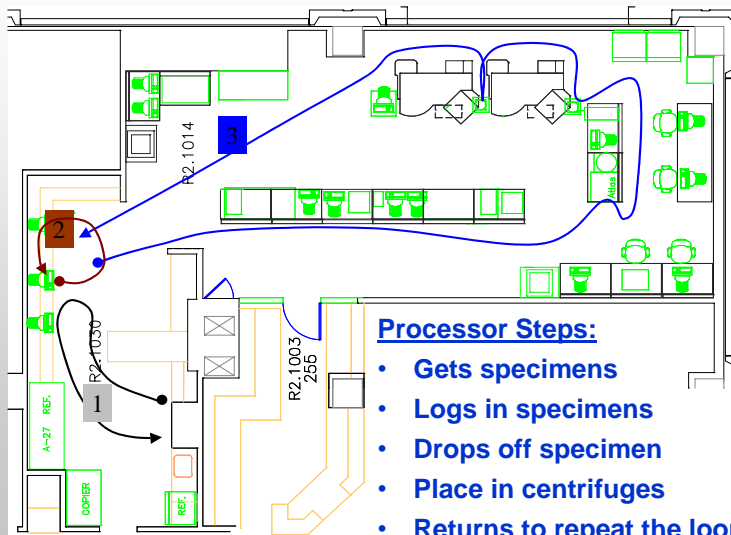 3
R2.1014
2
Atlas
R2.1030
1
R2.1003
255
A-27 REF.
COPIER
REF.
Processor Steps:
• Gets specimens
• Logs in specimens
• Drops off specimen
• Place in centrifuges
• Returns to repeat the loop